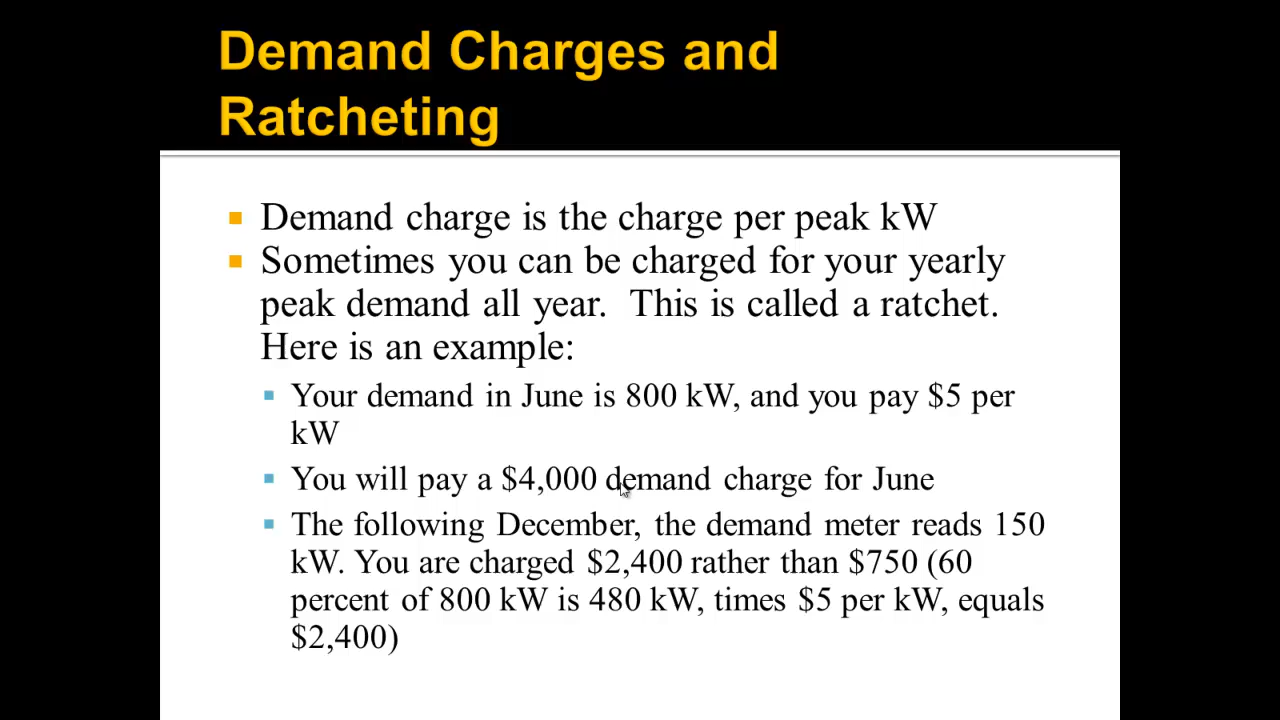 Demand Charges and
Ratcheting
Demand charge is the charge per peak kW
Sometimes you can be charged for your yearly
peak demand all year.  This is called a ratchet.
Here is an example:
Your demand in June is 800 kW, and you pay $5 per
kW
You will pay a $4,000 demand charge for June
The following December, the demand meter reads 150
kW. You are charged $2,400 rather than $750 (60
percent of 800 kW is 480 kW, times $5 per kW, equals
$2,400)